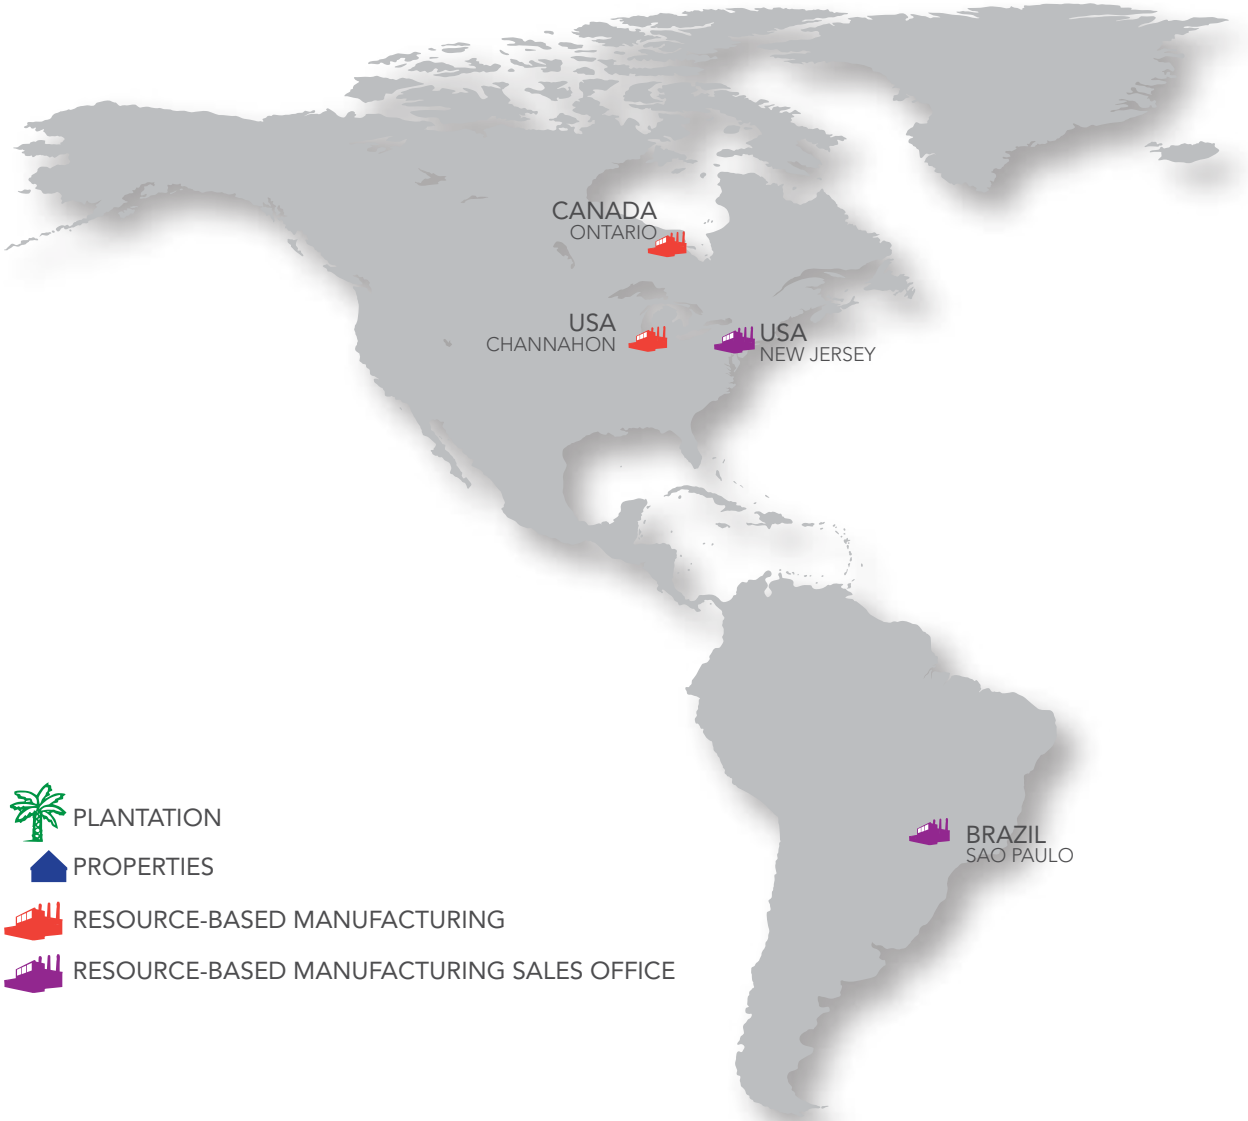 CANADA
ONTARIO
USA
CHANNAHON
USA
NEW JERSEY
BRAZIL
SAO PAULO
PLANTATION
PROPERTIES
RESOURCE-BASED MANUFACTURING
RESOURCE-BASED MANUFACTURING SALES OFFICE